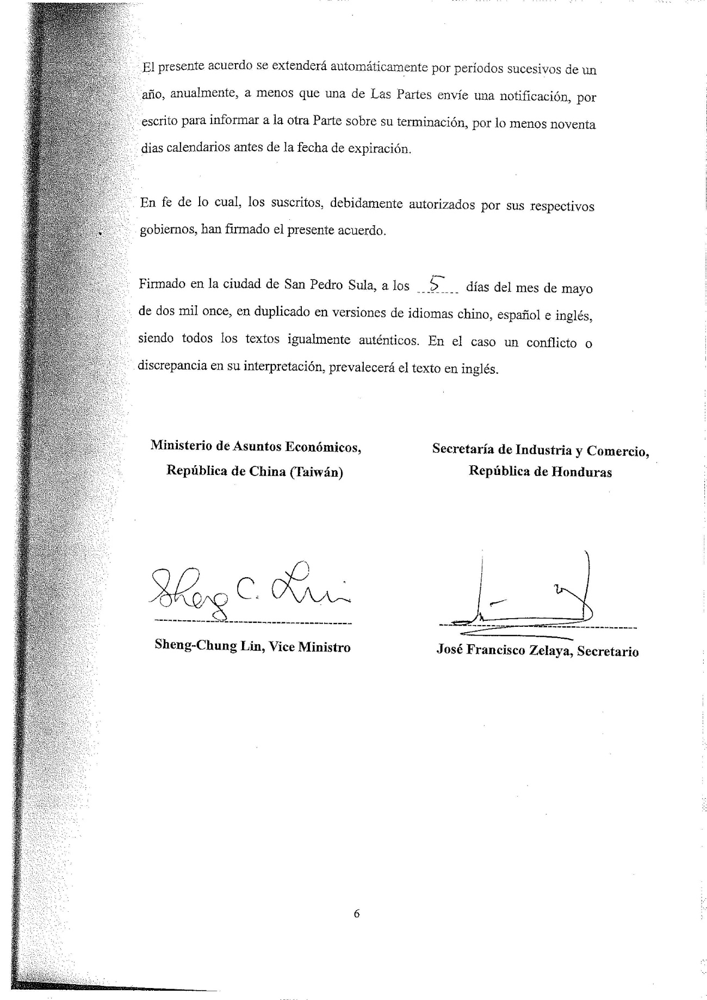 El presente acuerdo se extenderá automáticamente por períodos sucesivos de un
año, anualmente, a menos que una de Las Partes envíe una notificación, por
escrito para informar a la otra Parte sobre su terminación, por lo menos noventa
dias calendarios antes de la fecha de expiración.
En fe de lo cual, los suscritos, debidamente autorizados por sus respectivos
gobiernos, han firmado el presente acuerdo.
Firmado en la ciudad de San Pedro Sula, a los 5 días del mes de mayo
de dos mil once, en duplicado en versiones de idiomas chino, español e inglés,
siendo todos los textos igualmente auténticos. En el caso un conflicto o
discrepancia en su interpretación, prevalecerá el texto en inglés.
Ministerio de Asuntos Económicos,
República de China (Taiwán)
Secretaría de Industria y Comercio,
República de Honduras
Sheng C. Lin
Sheng-Chung Lin, Vice Ministro
José Francisco Zelaya, Secretario
6